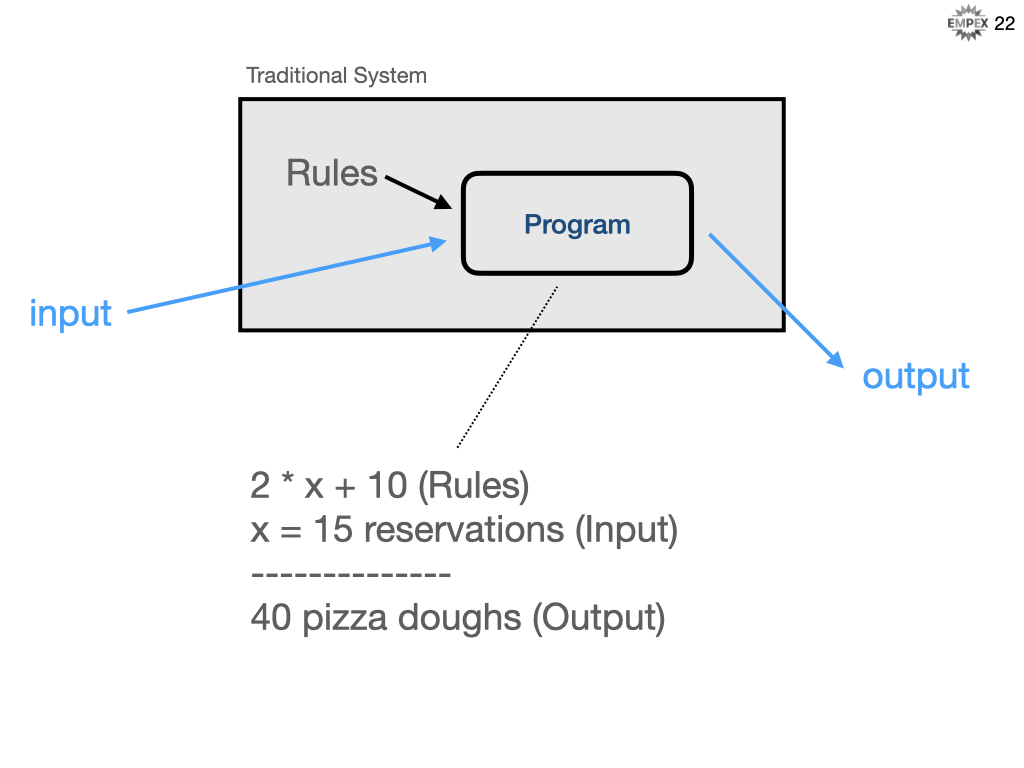 EMPEX 22
Traditional System
Rules
Program
input
output
2 * x + 10 (Rules)
x = 15 reservations (Input)
--------------
40 pizza doughs (Output)